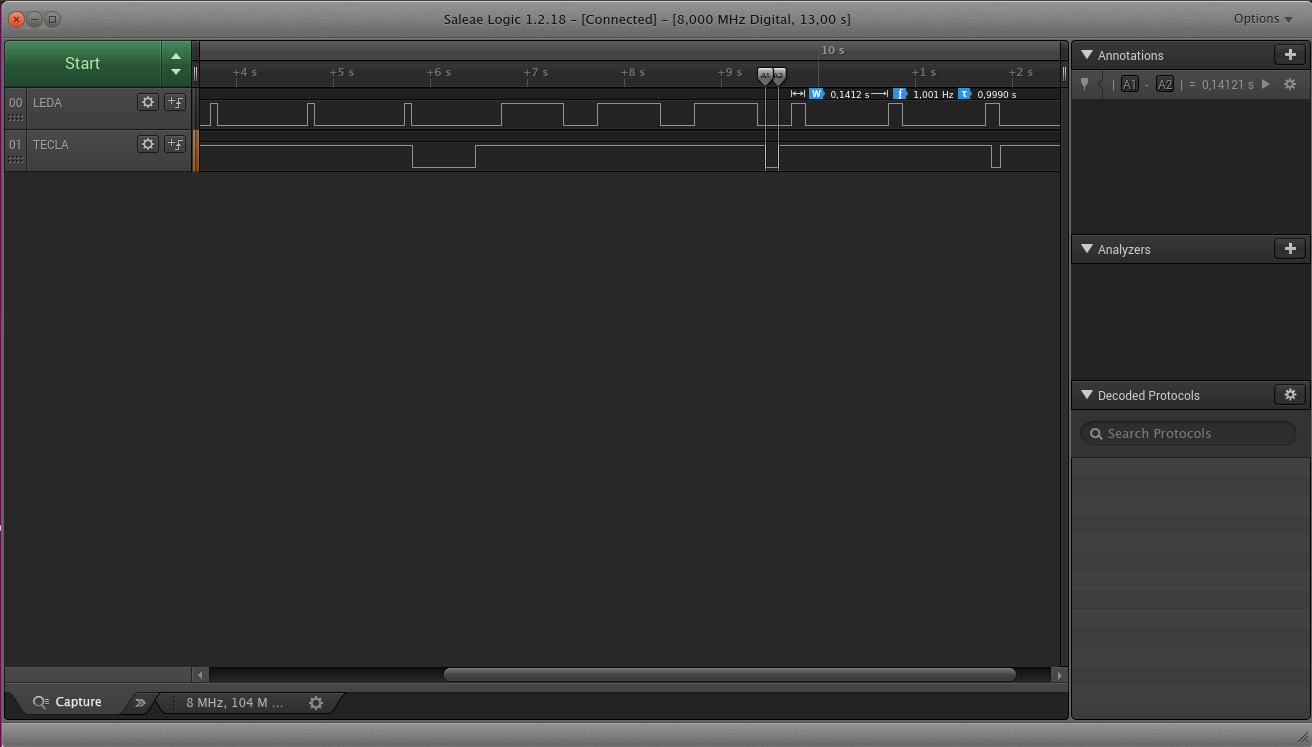 Saleae Logic 1.2.18 - [Connected] - [8,000 MHz Digital, 13,00 s]
Options
Start
10 s
+4 s +5 s +6 s +7 s +8 s +9 s +1 s +2 s
A1 A2
00 LEDA
W 0,1412 s f 1,001 Hz τ 0,9990 s
01 TECLA
Annotations
| A1 - A2 | = 0,14121 s
Analyzers
Decoded Protocols
Search Protocols
Capture
8 MHz, 104 M ...